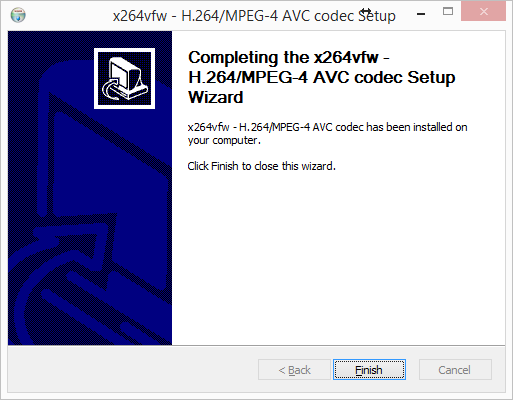 x264vfw - H.264/MPEG-4 AVC codec Setup
Completing the x264vfw -
H.264/MPEG-4 AVC codec Setup
Wizard
x264vfw - H.264/MPEG-4 AVC codec has been installed on
your computer.
Click Finish to close this wizard.
< Back
Finish
Cancel